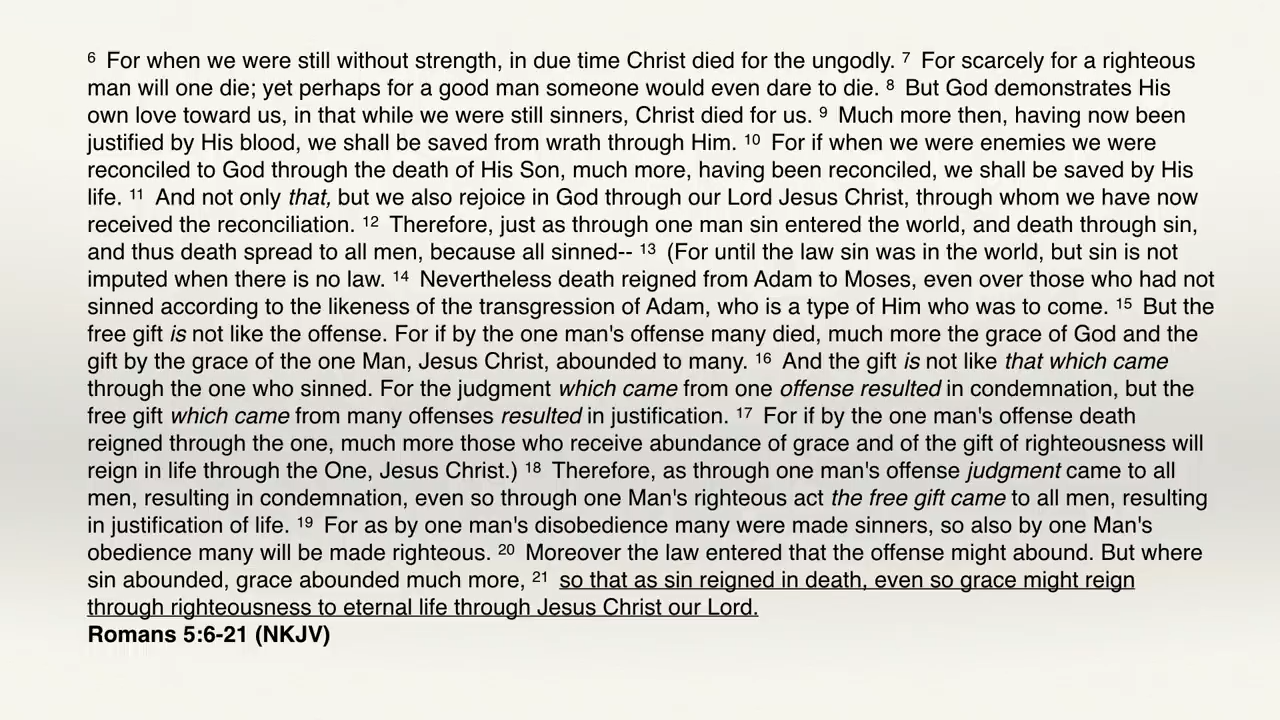 6 For when we were still without strength, in due time Christ died for the ungodly. 7 For scarcely for a righteous
man will one die; yet perhaps for a good man someone would even dare to die. 8 But God demonstrates His
own love toward us, in that while we were still sinners, Christ died for us. 9 Much more then, having now been
justified by His blood, we shall be saved from wrath through Him. 10 For if when we were enemies we were
reconciled to God through the death of His Son, much more, having been reconciled, we shall be saved by His
life. 11 And not only that, but we also rejoice in God through our Lord Jesus Christ, through whom we have now
received the reconciliation. 12 Therefore, just as through one man sin entered the world, and death through sin,
and thus death spread to all men, because all sinned-- 13 (For until the law sin was in the world, but sin is not
imputed when there is no law. 14 Nevertheless death reigned from Adam to Moses, even over those who had not
sinned according to the likeness of the transgression of Adam, who is a type of Him who was to come. 15 But the
free gift is not like the offense. For if by the one man's offense many died, much more the grace of God and the
gift by the grace of the one Man, Jesus Christ, abounded to many. 16 And the gift is not like that which came
through the one who sinned. For the judgment which came from one offense resulted in condemnation, but the
free gift which came from many offenses resulted in justification. 17 For if by the one man's offense death
reigned through the one, much more those who receive abundance of grace and of the gift of righteousness will
reign in life through the One, Jesus Christ.) 18 Therefore, as through one man's offense judgment came to all
men, resulting in condemnation, even so through one Man's righteous act the free gift came to all men, resulting
in justification of life. 19 For as by one man's disobedience many were made sinners, so also by one Man's
obedience many will be made righteous. 20 Moreover the law entered that the offense might abound. But where
sin abounded, grace abounded much more, 21 so that as sin reigned in death, even so grace might reign
through righteousness to eternal life through Jesus Christ our Lord.
Romans 5:6-21 (NKJV)